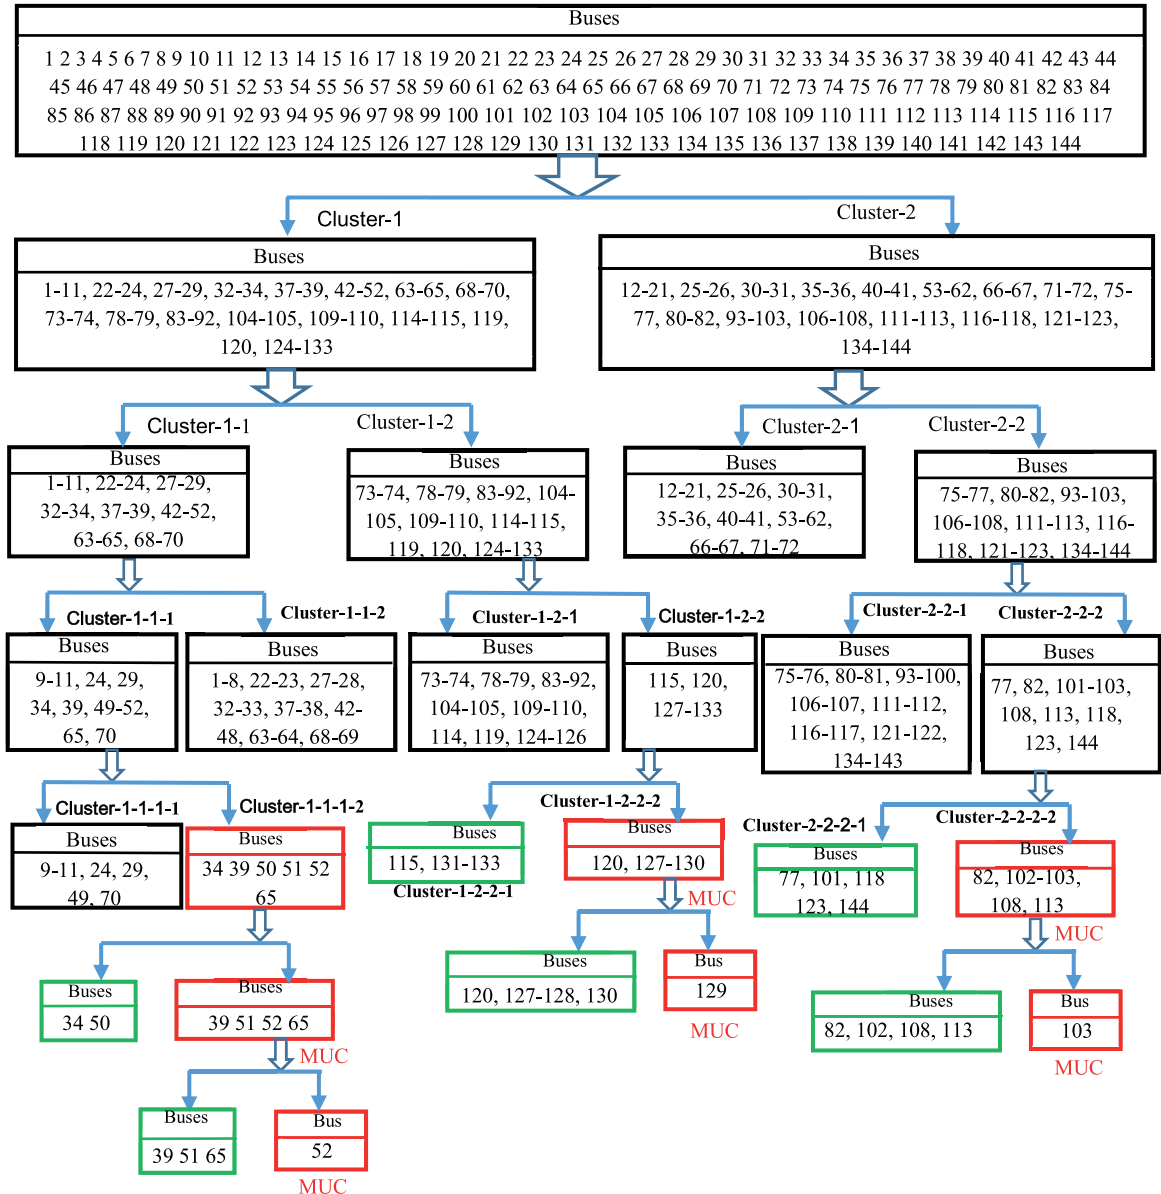 Buses
1 2 3 4 5 6 7 8 9 10 11 12 13 14 15 16 17 18 19 20 21 22 23 24 25 26 27 28 29 30 31 32 33 34 35 36 37 38 39 40 41 42 43 44
45 46 47 48 49 50 51 52 53 54 55 56 57 58 59 60 61 62 63 64 65 66 67 68 69 70 71 72 73 74 75 76 77 78 79 80 81 82 83 84
85 86 87 88 89 90 91 92 93 94 95 96 97 98 99 100 101 102 103 104 105 106 107 108 109 110 111 112 113 114 115 116 117
118 119 120 121 122 123 124 125 126 127 128 129 130 131 132 133 134 135 136 137 138 139 140 141 142 143 144
Cluster-1
Cluster-2
Buses
1-11, 22-24, 27-29, 32-34, 37-39, 42-52, 63-65, 68-70,
73-74, 78-79, 83-92, 104-105, 109-110, 114-115, 119,
120, 124-133
Buses
12-21, 25-26, 30-31, 35-36, 40-41, 53-62, 66-67, 71-72, 75-
77, 80-82, 93-103, 106-108, 111-113, 116-118, 121-123,
134-144
Cluster-1-1
Cluster-1-2
Cluster-2-1
Cluster-2-2
Buses
1-11, 22-24, 27-29,
32-34, 37-39, 42-52,
63-65, 68-70
Buses
73-74, 78-79, 83-92, 104-
105, 109-110, 114-115,
119, 120, 124-133
Buses
12-21, 25-26, 30-31,
35-36, 40-41, 53-62,
66-67, 71-72
Buses
75-77, 80-82, 93-103,
106-108, 111-113, 116-
118, 121-123, 134-144
Cluster-1-1-1
Cluster-1-1-2
Cluster-1-2-1
Cluster-1-2-2
Cluster-2-2-1
Cluster-2-2-2
Buses
9-11, 24, 29,
34, 39, 49-52,
65, 70
Buses
1-8, 22-23, 27-28,
32-33, 37-38, 42-
48, 63-64, 68-69
Buses
73-74, 78-79, 83-92,
104-105, 109-110,
114, 119, 124-126
Buses
115, 120,
127-133
Buses
75-76, 80-81, 93-100,
106-107, 111-112,
116-117, 121-122,
134-143
Buses
77, 82, 101-103,
108, 113, 118,
123, 144
Cluster-1-1-1-1
Cluster-1-1-1-2
Cluster-1-2-2-2
Cluster-2-2-2-1
Cluster-2-2-2-2
Buses
9-11, 24, 29,
49, 70
Buses
34 39 50 51 52
65
Buses
115, 131-133
Cluster-1-2-2-1
Buses
120, 127-130
MUC
Buses
77, 101, 118
123, 144
Buses
82, 102-103,
108, 113
MUC
Buses
34 50
Buses
39 51 52 65
MUC
Buses
120, 127-128, 130
Bus
129
MUC
Buses
82, 102, 108, 113
Bus
103
MUC
Buses
39 51 65
Bus
52
MUC